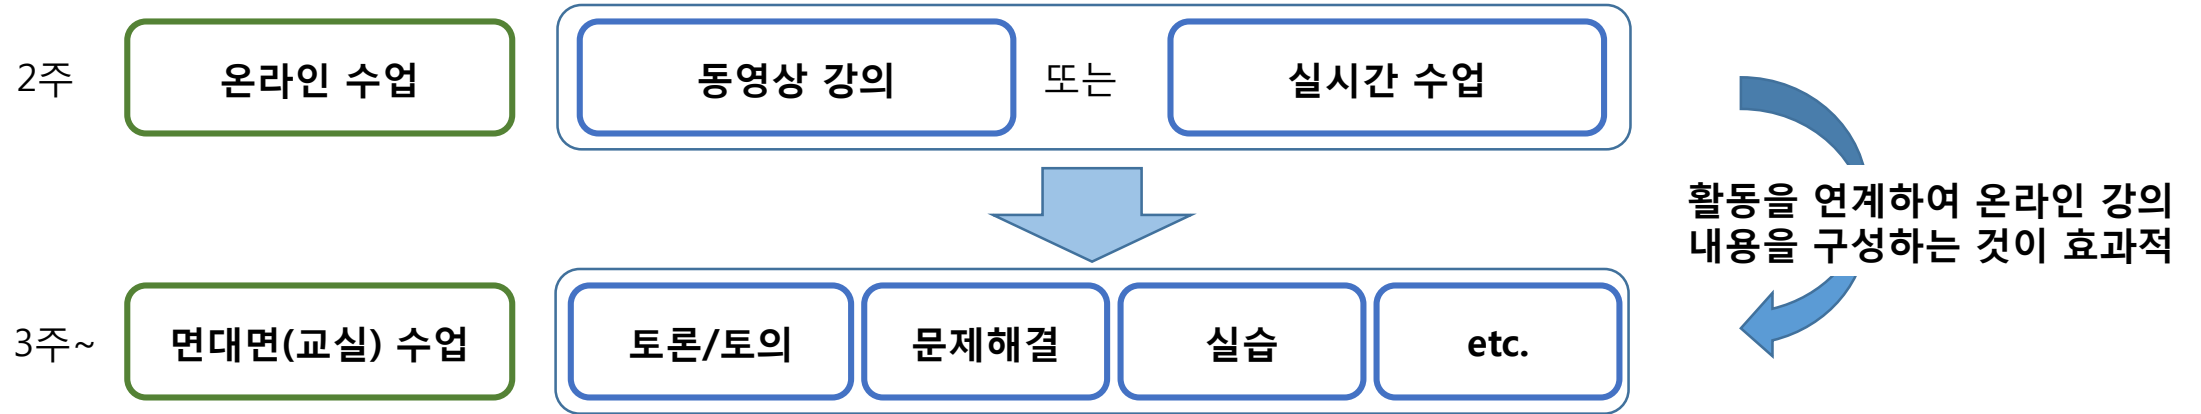 2주
온라인 수업
동영상 강의
또는
실시간 수업
활동을 연계하여 온라인 강의
내용을 구성하는 것이 효과적
3주~
면대면(교실) 수업
토론/토의
문제해결
실습
etc.